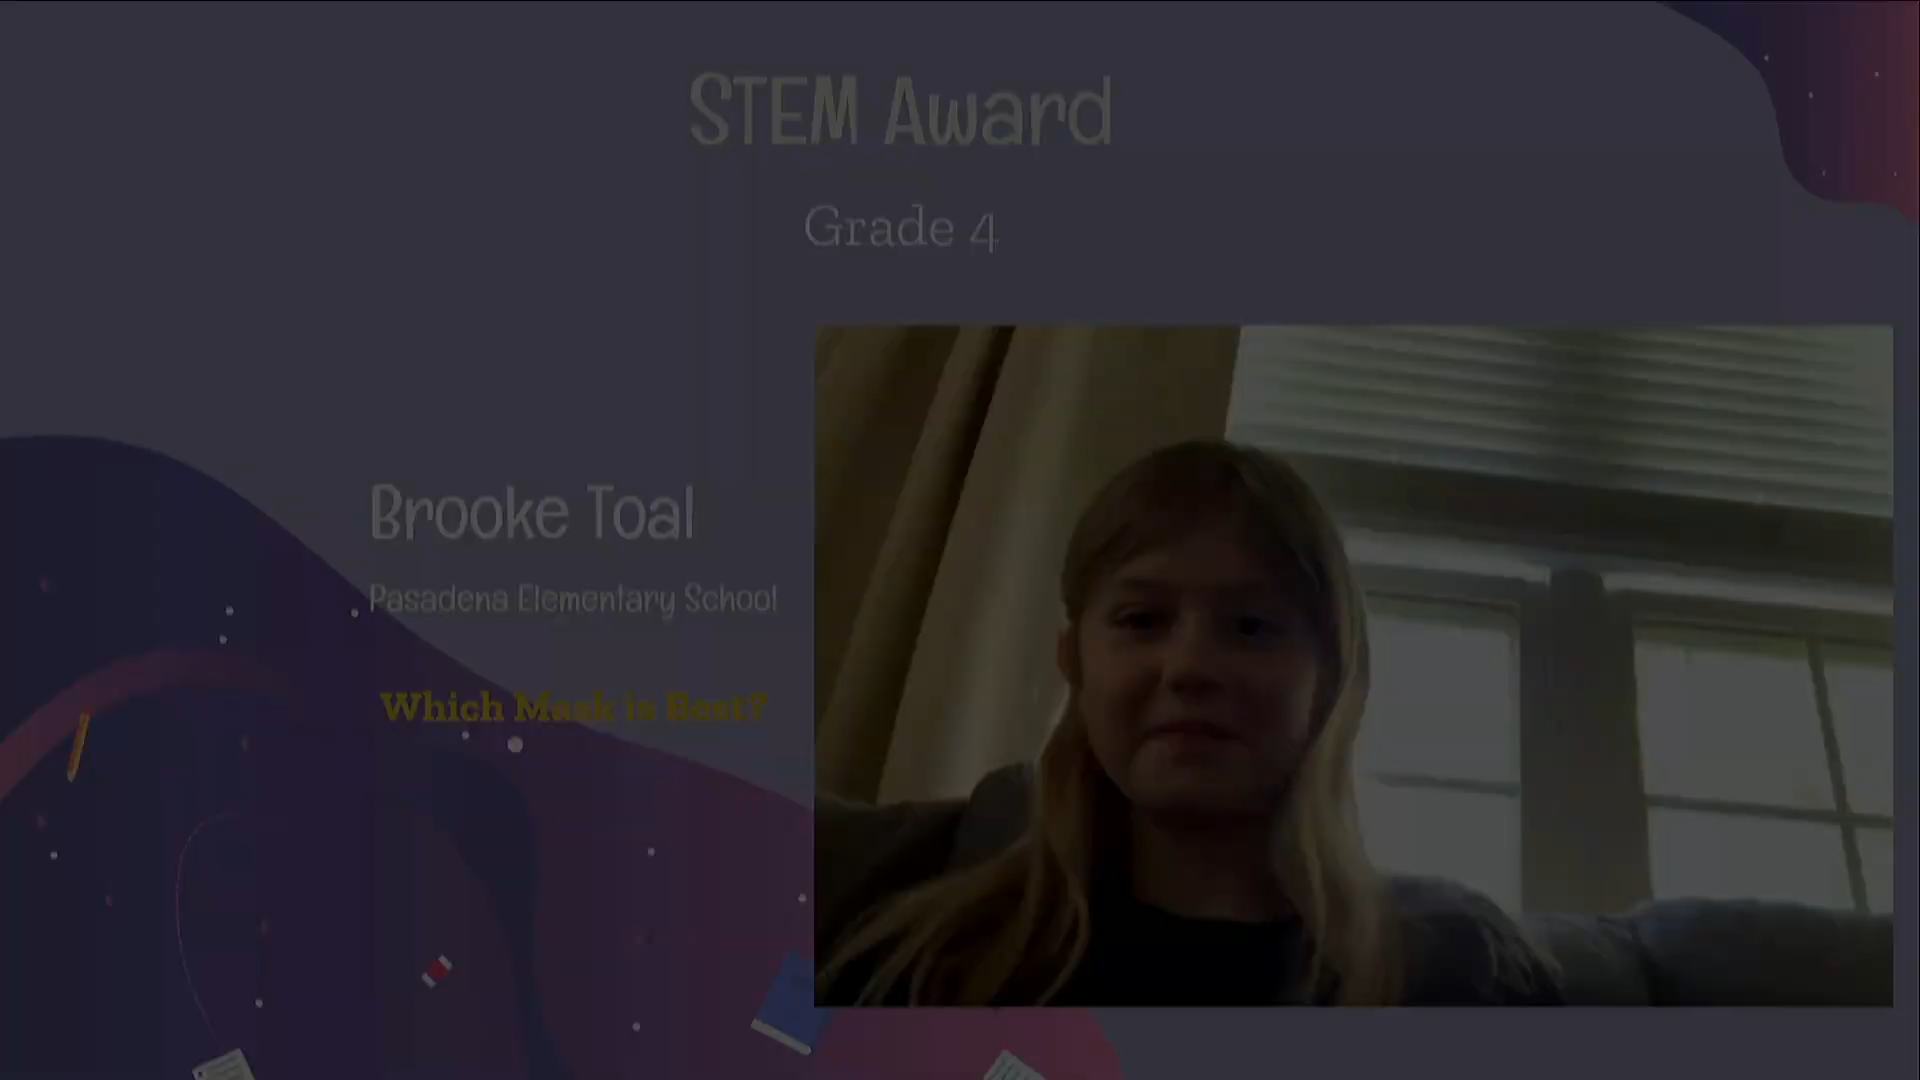 STEM Award
Grade 4
Brooke Toal
Pasadena Elementary School
Which Mask is Best?